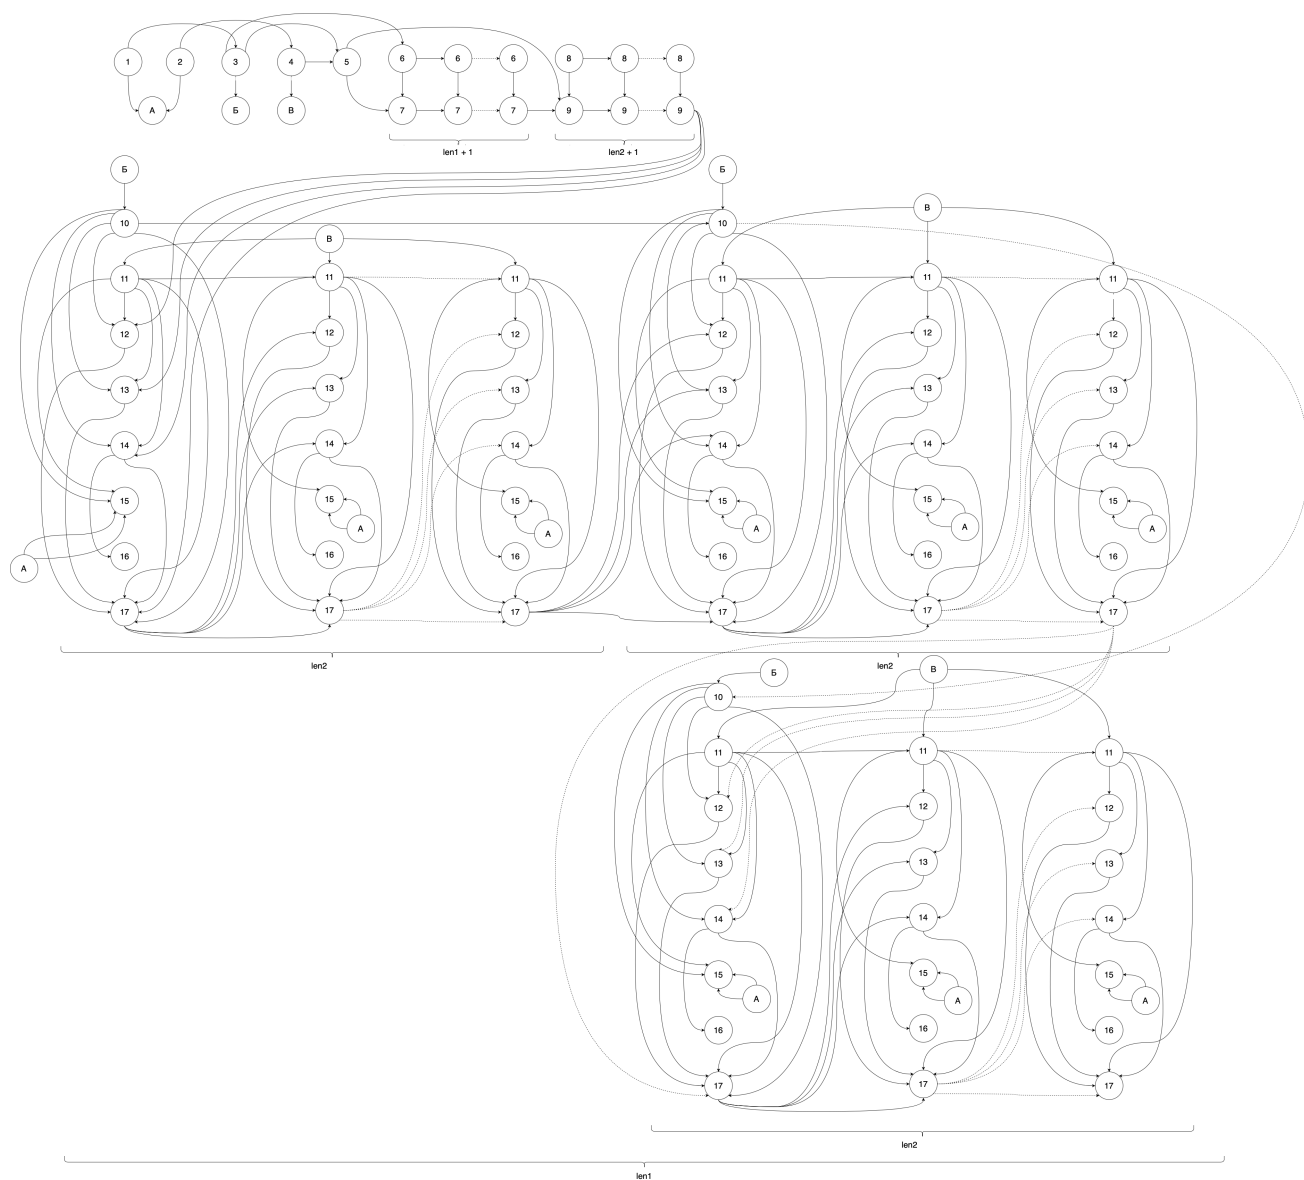 1 2 3 4 5 6 6 6 8 8 8
А Б В 7 7 7 9 9 9
len1 + 1 len2 + 1
Б Б
10 10
В В
11 11 11 11 11 11
12 12 12 12 12 12
13 13 13 13 13 13
14 14 14 14 14 14
15 15 15 15 15 15
А А А А А А
16 16 16 16 16 16
17 17 17 17 17 17
len2 len2
Б В
10
11 11 11
12 12 12
13 13 13
14 14 14
15 15 15
А А А
16 16 16
17 17 17
len2
len1